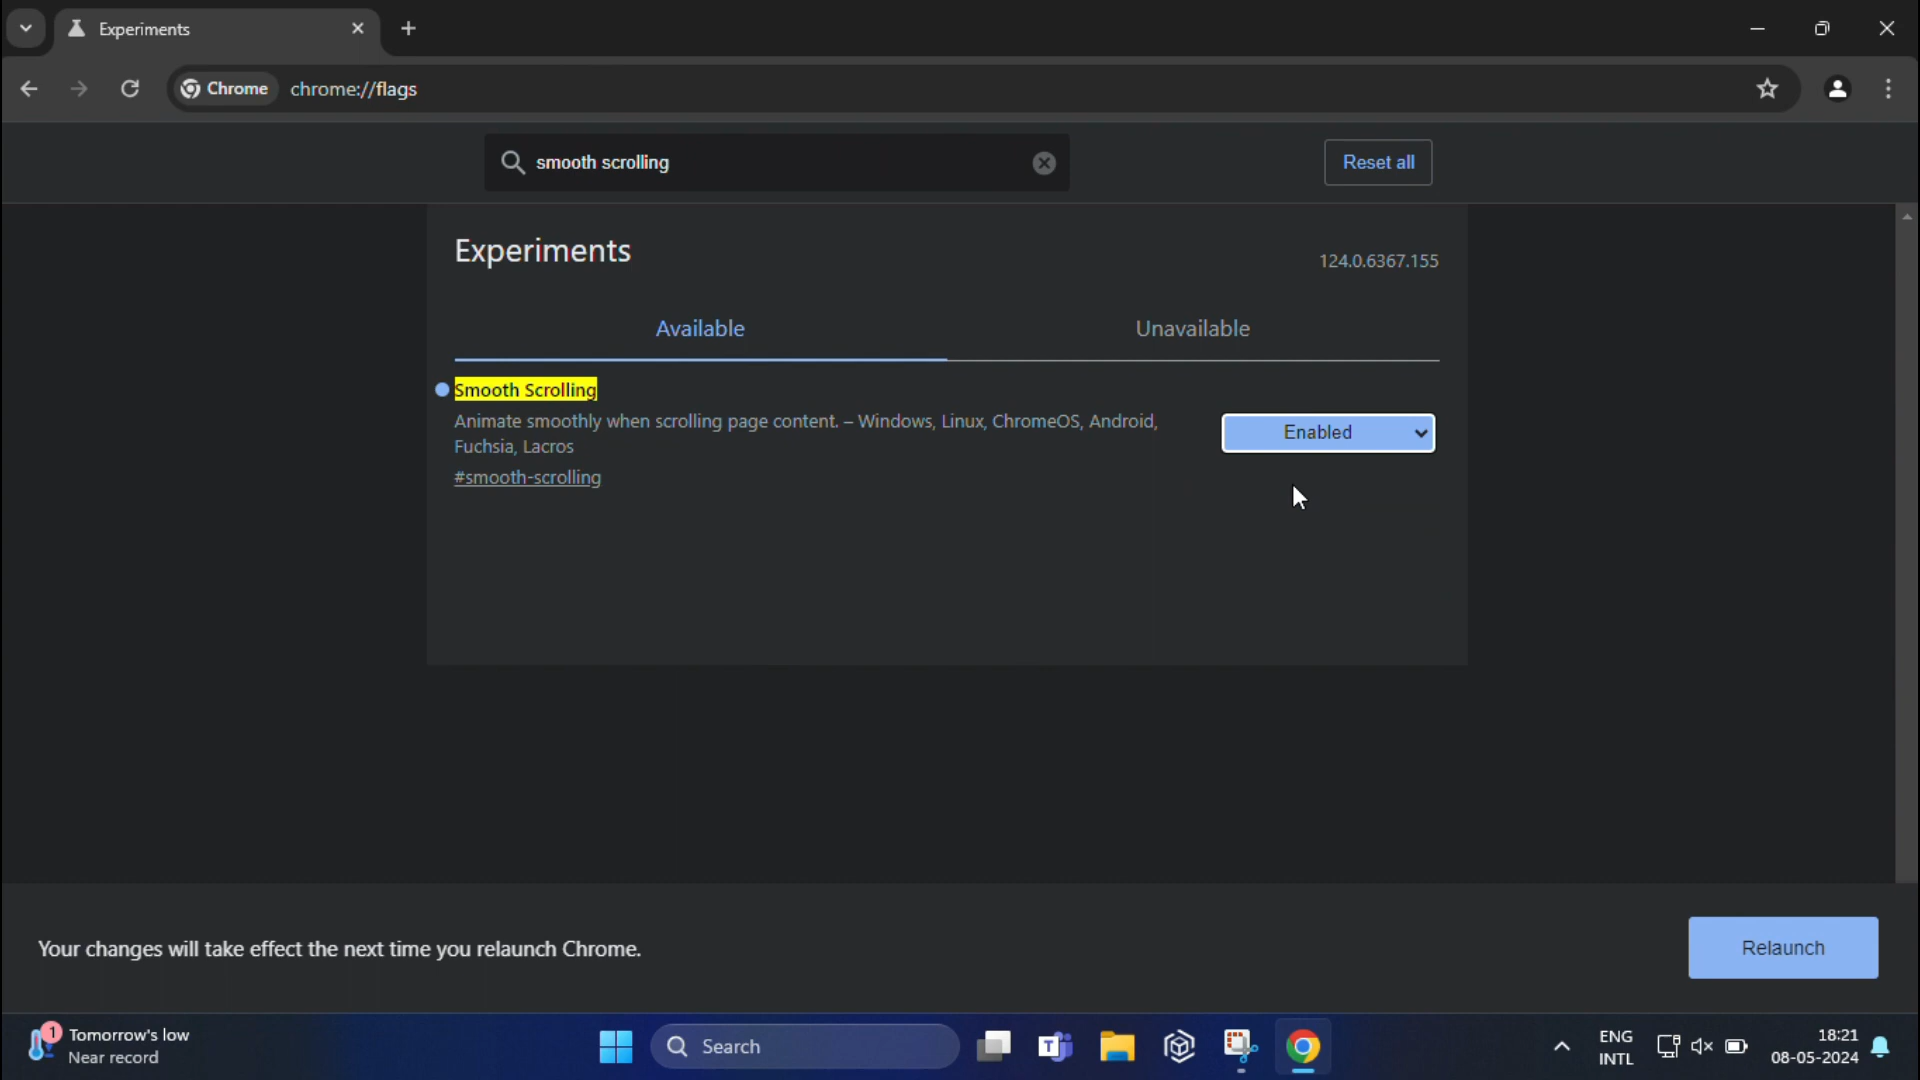 Experiments
Chrome chrome://flags
smooth scrolling
Reset all
Experiments
124.0.6367.155
Available
Unavailable
Smooth Scrolling
Animate smoothly when scrolling page content. – Windows, Linux, ChromeOS, Android,
Fuchsia, Lacros
#smooth-scrolling
Enabled
Your changes will take effect the next time you relaunch Chrome.
Relaunch
1
Tomorrow's low
Near record
Search
T
ENG
INTL
18:21
08-05-2024